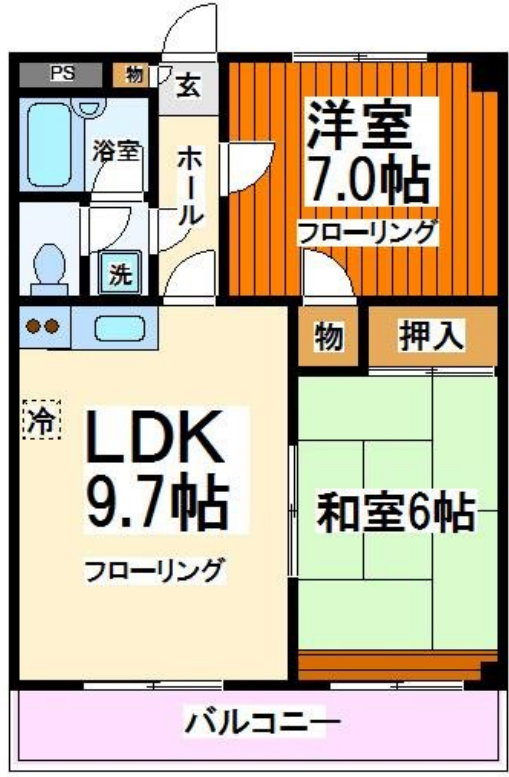 PS
物
玄
浴室
ホール
洋室
7.0帖
フローリング
洗
物
押入
冷
LDK
9.7帖
フローリング
和室6帖
バルコニー